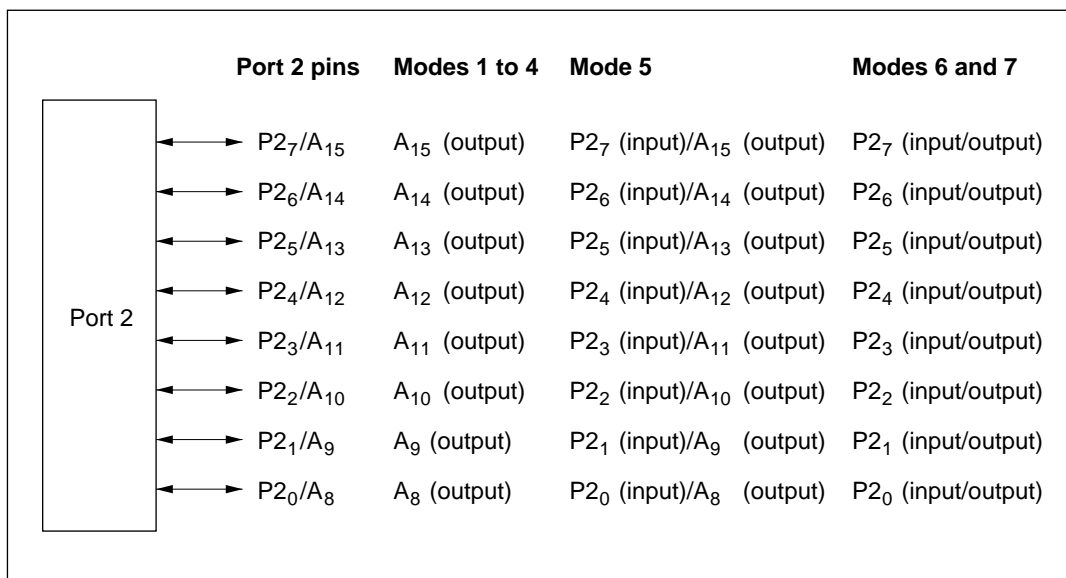 Port 2 pins Modes 1 to 4 Mode 5 Modes 6 and 7
P2₇/A₁₅ A₁₅ (output) P2₇ (input)/A₁₅ (output) P2₇ (input/output)
P2₆/A₁₄ A₁₄ (output) P2₆ (input)/A₁₄ (output) P2₆ (input/output)
P2₅/A₁₃ A₁₃ (output) P2₅ (input)/A₁₃ (output) P2₅ (input/output)
P2₄/A₁₂ A₁₂ (output) P2₄ (input)/A₁₂ (output) P2₄ (input/output)
Port 2
P2₃/A₁₁ A₁₁ (output) P2₃ (input)/A₁₁ (output) P2₃ (input/output)
P2₂/A₁₀ A₁₀ (output) P2₂ (input)/A₁₀ (output) P2₂ (input/output)
P2₁/A₉ A₉ (output) P2₁ (input)/A₉ (output) P2₁ (input/output)
P2₀/A₈ A₈ (output) P2₀ (input)/A₈ (output) P2₀ (input/output)